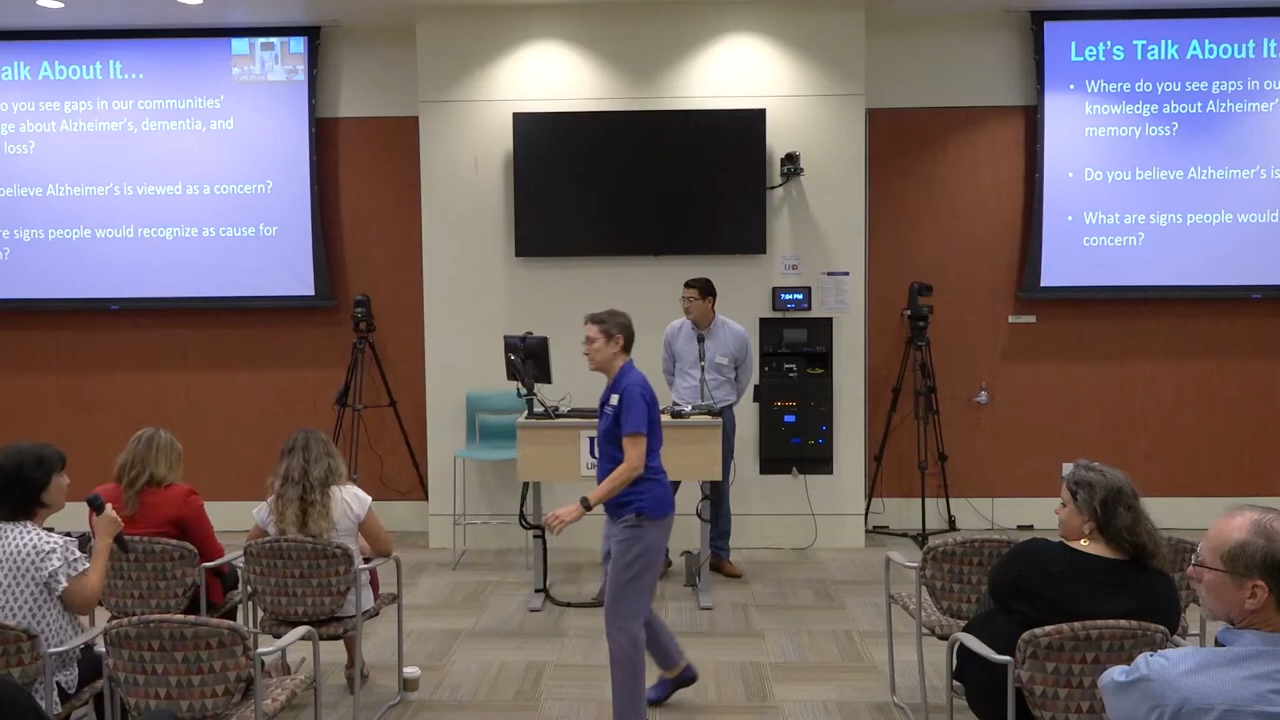 alk About It...
o you see gaps in our communities'
ge about Alzheimer's, dementia, and
loss?
believe Alzheimer's is viewed as a concern?
re signs people would recognize as cause for
n?
Let's Talk About It
• Where do you see gaps in ou
knowledge about Alzheimer'
memory loss?
• Do you believe Alzheimer's is
• What are signs people would
concern?
7:04 PM
U
UH